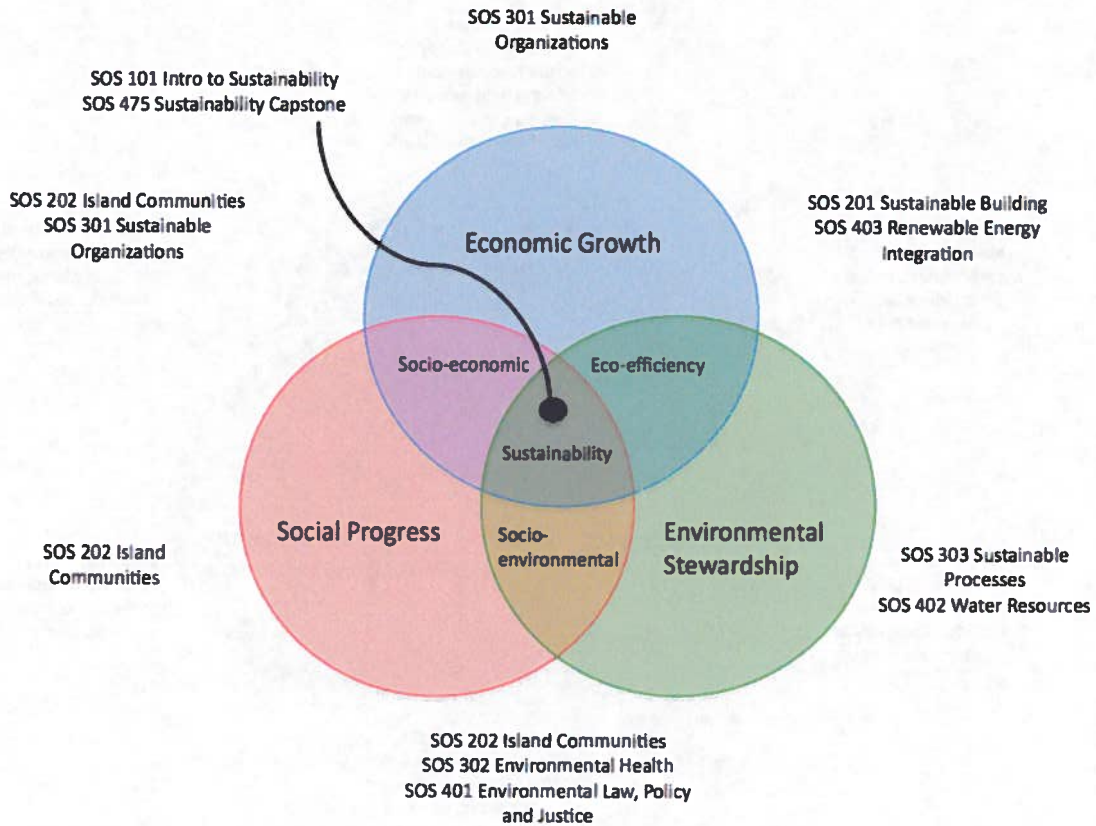 SOS 301 Sustainable
Organizations
SOS 101 Intro to Sustainability
SOS 475 Sustainability Capstone
SOS 202 Island Communities
SOS 301 Sustainable
Organizations
SOS 201 Sustainable Building
SOS 403 Renewable Energy
Integration
Economic Growth
Socio-economic
Eco-efficiency
Sustainability
Social Progress
Socio-
environmental
Environmental
Stewardship
SOS 202 Island
Communities
SOS 303 Sustainable
Processes
SOS 402 Water Resources
SOS 202 Island Communities
SOS 302 Environmental Health
SOS 401 Environmental Law, Policy
and Justice